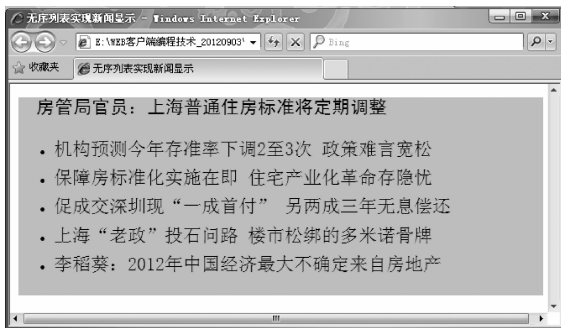 无序列表实现新闻显示 - Windows Internet Explorer
E:\WEB客户端编程技术_20120903\
Bing
收藏夹
无序列表实现新闻显示
房管局官员：上海普通住房标准将定期调整
• 机构预测今年存准率下调2至3次 政策难言宽松
• 保障房标准化实施在即 住宅产业化革命存隐忧
• 促成交深圳现“一成首付” 另两成三年无息偿还
• 上海“老政”投石问路 楼市松绑的多米诺骨牌
• 李稻葵：2012年中国经济最大不确定来自房地产